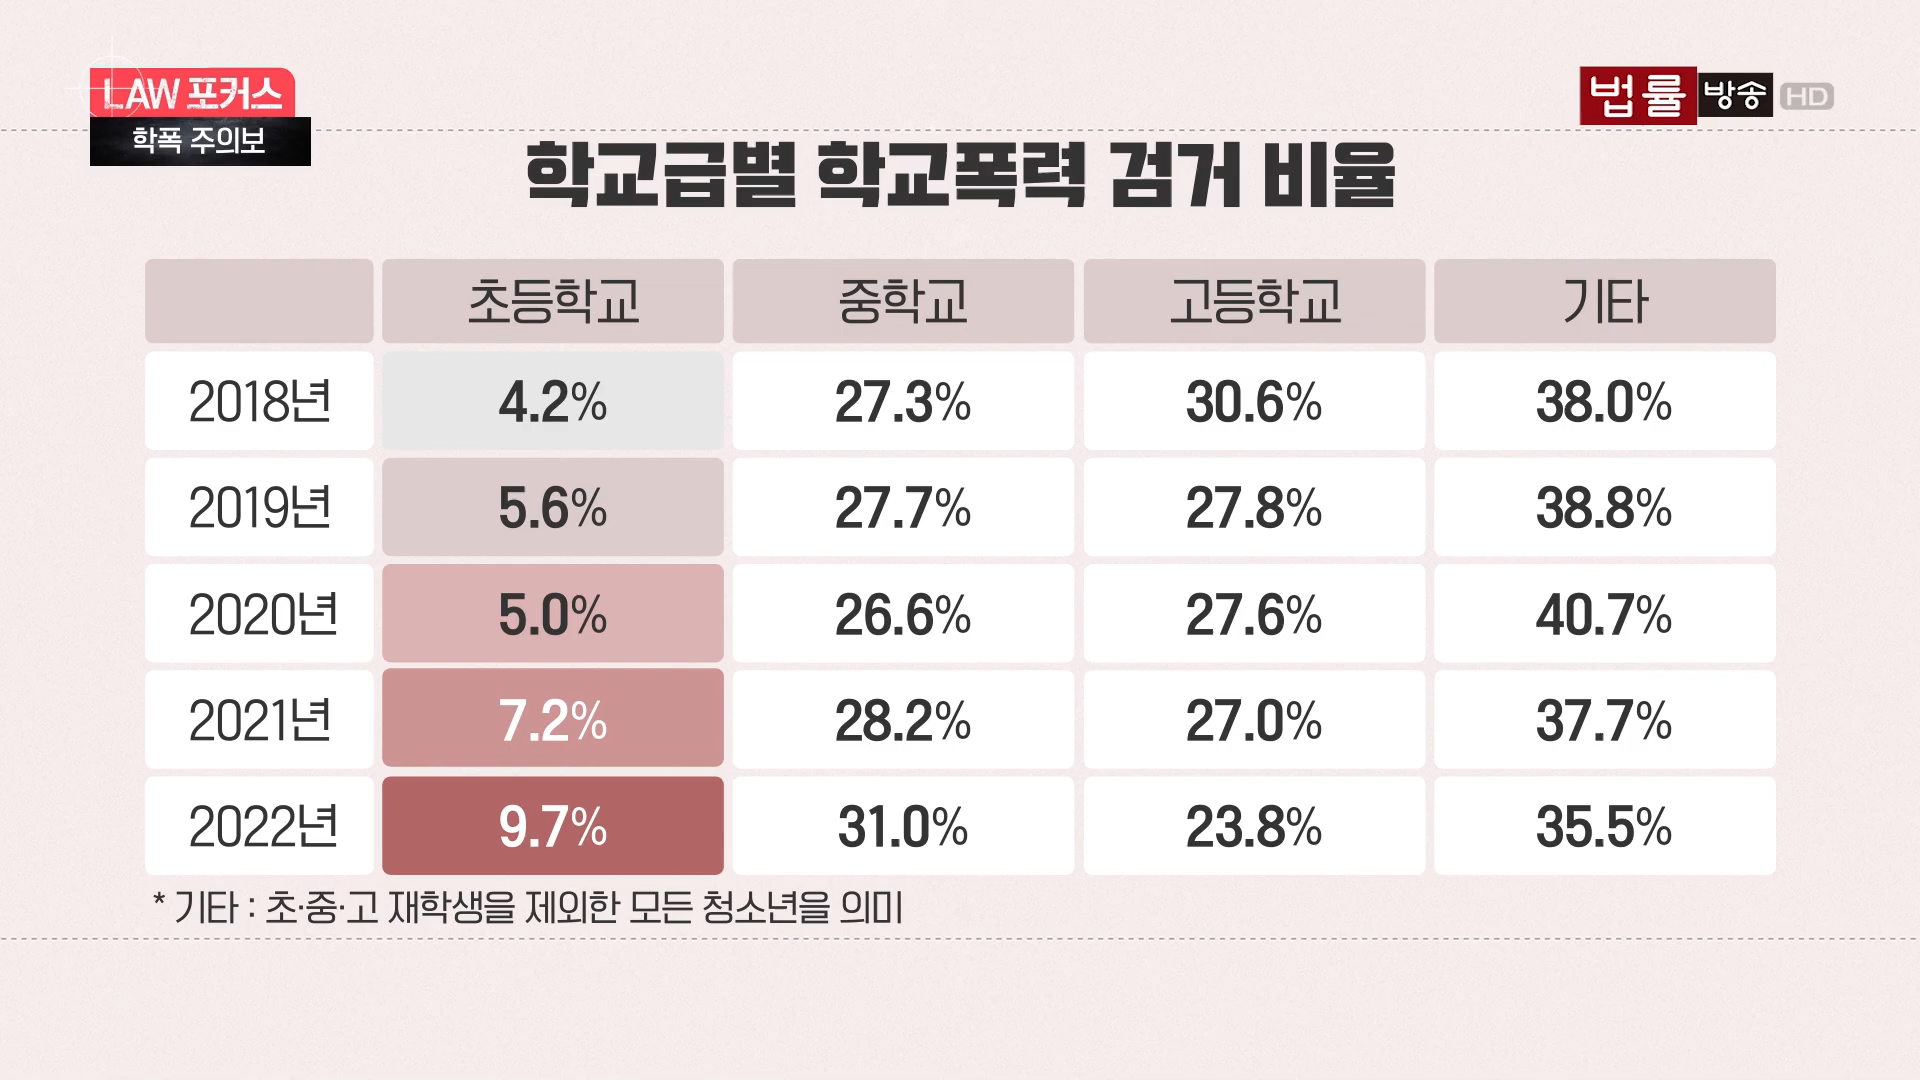 LAW 포커스
학폭 주의보
법률방송 HD
학교급별 학교폭력 검거 비율
초등학교 중학교 고등학교 기타
2018년 4.2% 27.3% 30.6% 38.0%
2019년 5.6% 27.7% 27.8% 38.8%
2020년 5.0% 26.6% 27.6% 40.7%
2021년 7.2% 28.2% 27.0% 37.7%
2022년 9.7% 31.0% 23.8% 35.5%
* 기타 : 초·중·고 재학생을 제외한 모든 청소년을 의미